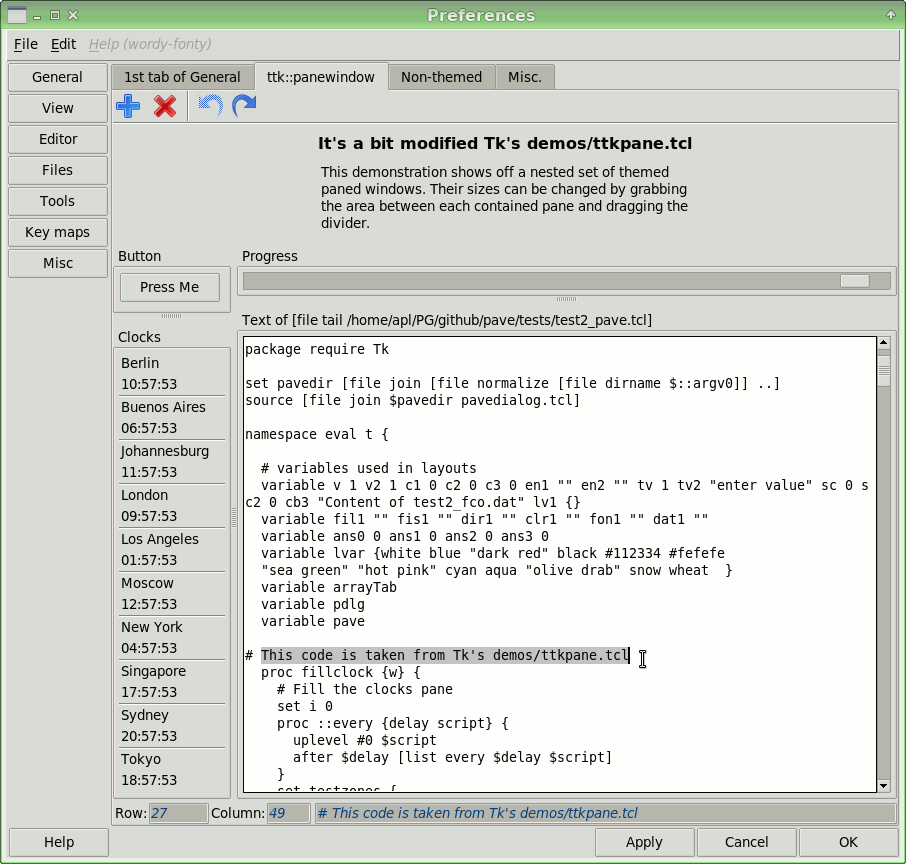 Preferences
File Edit Help (wordy-fonty)
General
View
Editor
Files
Tools
Key maps
Misc
1st tab of General ttk::panewindow Non-themed Misc.
It's a bit modified Tk's demos/ttkpane.tcl
This demonstration shows off a nested set of themed
paned windows. Their sizes can be changed by grabbing
the area between each contained pane and dragging the
divider.
Button
Press Me
Progress
Clocks
Berlin
10:57:53
Buenos Aires
06:57:53
Johannesburg
11:57:53
London
09:57:53
Los Angeles
01:57:53
Moscow
12:57:53
New York
04:57:53
Singapore
17:57:53
Sydney
20:57:53
Tokyo
18:57:53
Text of [file tail /home/apl/PG/github/pave/tests/test2_pave.tcl]
package require Tk
set pavedir [file join [file normalize [file dirname $::argv0]] ..]
source [file join $pavedir pavedialog.tcl]
namespace eval t {
  # variables used in layouts
  variable v 1 v2 1 c1 0 c2 0 c3 0 en1 "" en2 "" tv 1 tv2 "enter value" sc 0 s
c2 0 cb3 "Content of test2_fco.dat" lv1 {}
  variable fil1 "" fis1 "" dir1 "" clr1 "" fon1 "" dat1 ""
  variable ans0 0 ans1 0 ans2 0 ans3 0
  variable lvar {white blue "dark red" black #112334 #fefefe
  "sea green" "hot pink" cyan aqua "olive drab" snow wheat  }
  variable arrayTab
  variable pdlg
  variable pave
# This code is taken from Tk's demos/ttkpane.tcl
  proc fillclock {w} {
    # Fill the clocks pane
    set i 0
    proc ::every {delay script} {
      uplevel #0 $script
      after $delay [list every $delay $script]
    }
    set testzones {
Row: 27 Column: 49 # This code is taken from Tk's demos/ttkpane.tcl
Help Apply Cancel OK